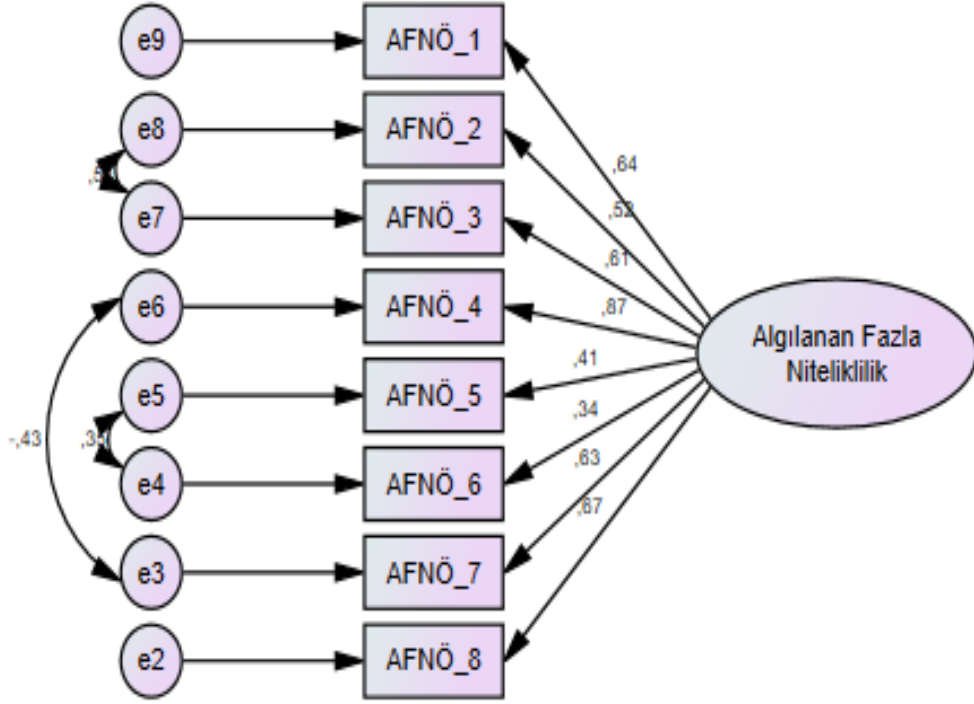 e9
AFNÖ_1
e8
AFNÖ_2
,64
e7
AFNÖ_3
,52
,61
e6
AFNÖ_4
,87
Algılanan Fazla
Niteliklilik
e5
AFNÖ_5
,41
,34
-,43
e4
AFNÖ_6
,63
,67
e3
AFNÖ_7
e2
AFNÖ_8